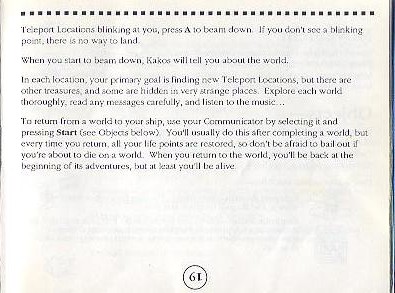 Teleport Locations blinking at you, press A to beam down. If you don't see a blinking
point, there is no way to land.
When you start to beam down, Kakos will tell you about the world.
In each location, your primary goal is finding new Teleport Locations, but there are
other treasures, and some are hidden in very strange places. Explore each world
thoroughly, read any messages carefully, and listen to the music...
To return from a world to your ship, use your Communicator by selecting it and
pressing Start (see Objects below). You'll usually do this after completing a world, but
every time you return, all your life points are restored, so don't be afraid to bail out if
you're about to die on a world. When you return to the world, you'll be back at the
beginning of its adventures, but at least you'll be alive.
61